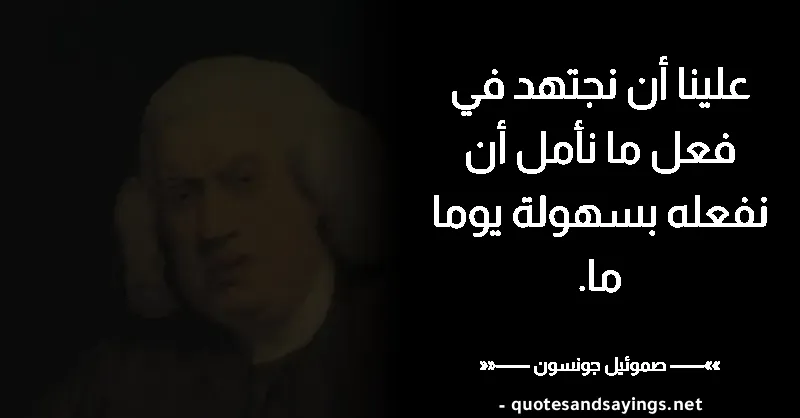 علينا أن نجتهد في
فعل ما نأمل أن
نفعله بسهولة يوما
ما.
»»—— صموئيل جونسون ——««
- quotesandsayings.net